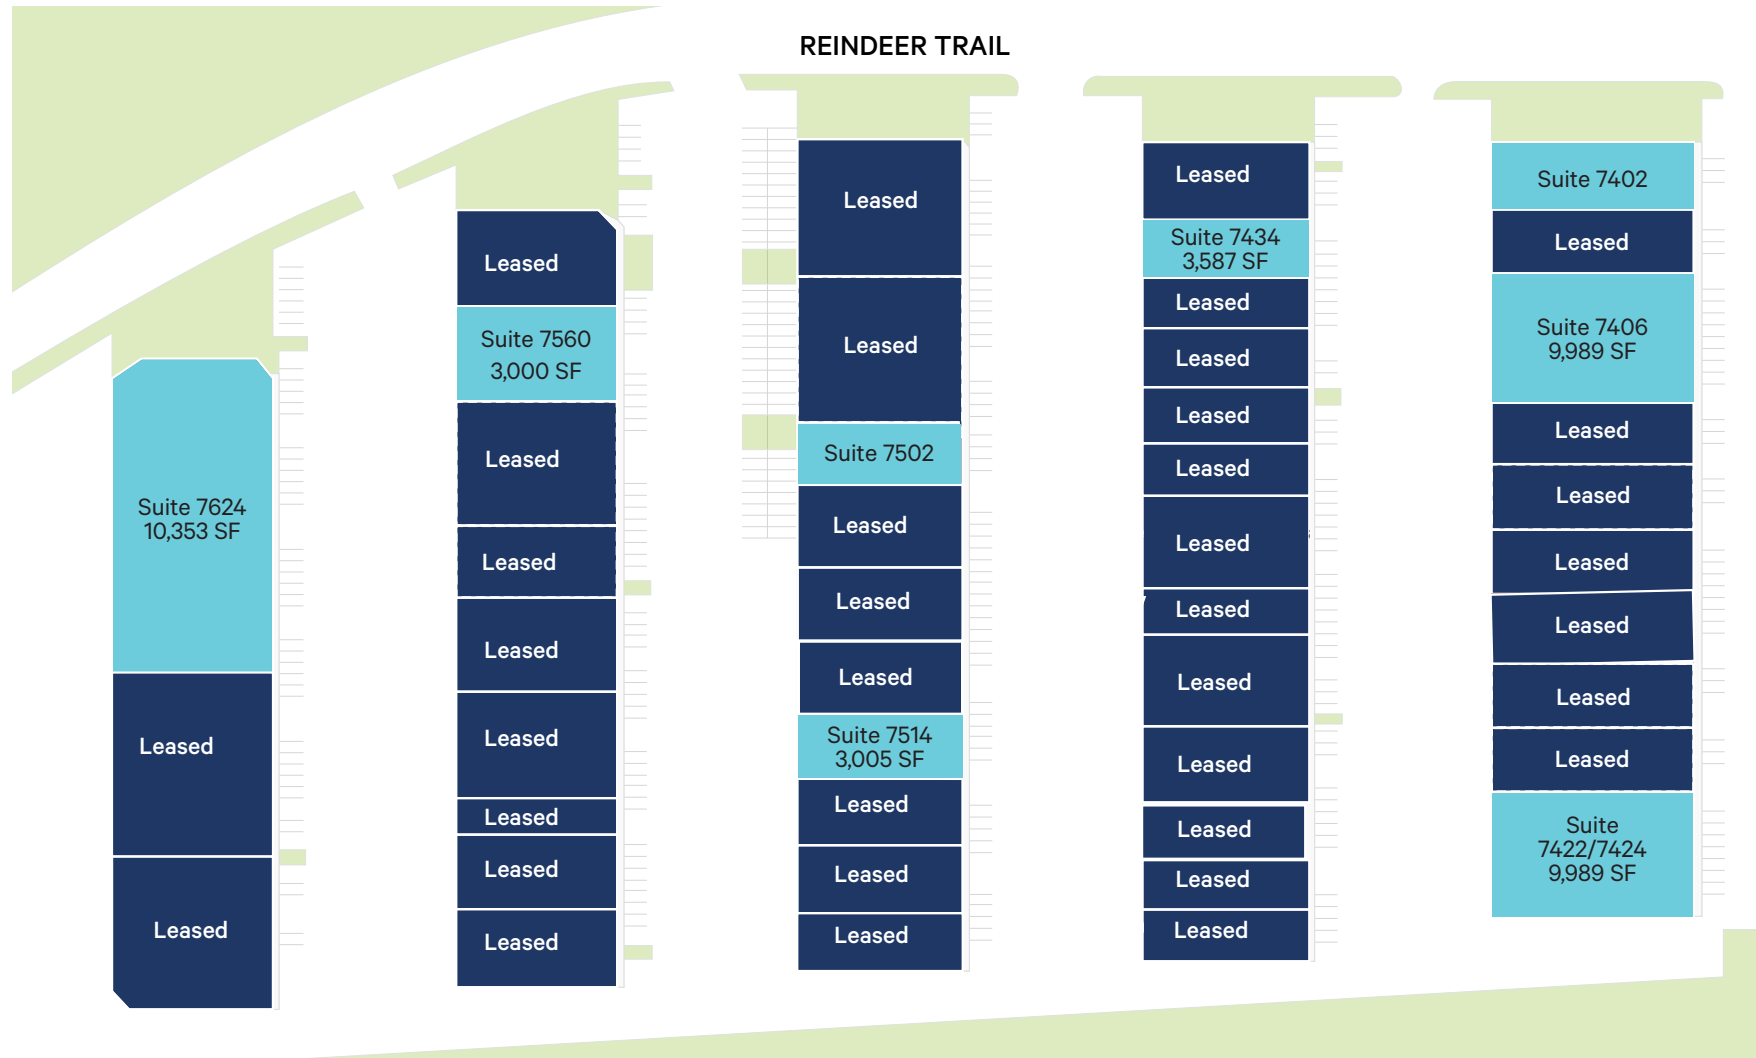 REINDEER TRAIL
Suite 7624
10,353 SF
Leased
Leased
Leased
Suite 7560
3,000 SF
Leased
Leased
Leased
Leased
Leased
Leased
Leased
Leased
Leased
Suite 7502
Leased
Leased
Leased
Suite 7514
3,005 SF
Leased
Leased
Leased
Leased
Suite 7434
3,587 SF
Leased
Leased
Leased
Leased
Leased
Leased
Leased
Leased
Leased
Leased
Leased
Suite 7402
Leased
Suite 7406
9,989 SF
Leased
Leased
Leased
Leased
Leased
Leased
Suite
7422/7424
9,989 SF